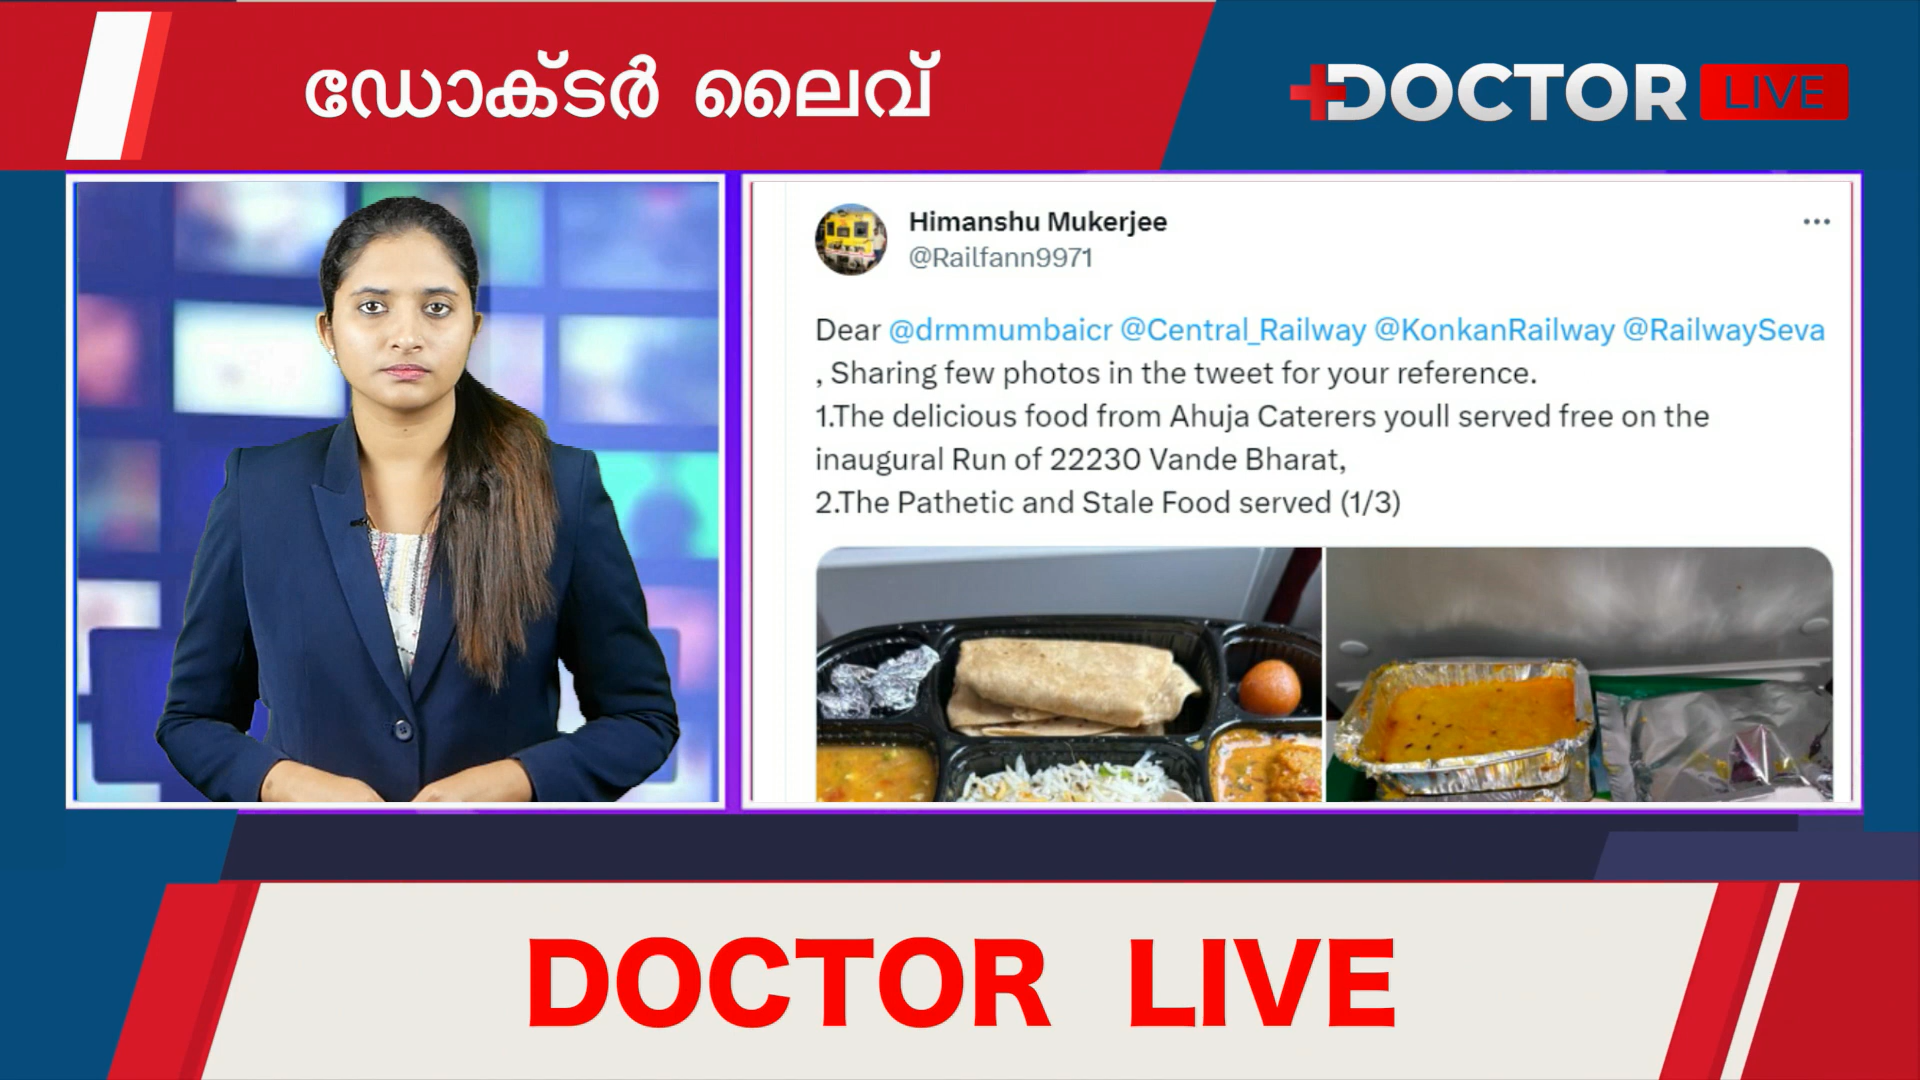 ഡോക്ടർ ലൈവ്
DOCTOR LIVE
Himanshu Mukerjee
@Railfann9971
Dear @drmmumbaicr @Central_Railway @KonkanRailway @RailwaySeva
, Sharing few photos in the tweet for your reference.
1.The delicious food from Ahuja Caterers youll served free on the
inaugural Run of 22230 Vande Bharat,
2.The Pathetic and Stale Food served (1/3)
DOCTOR LIVE